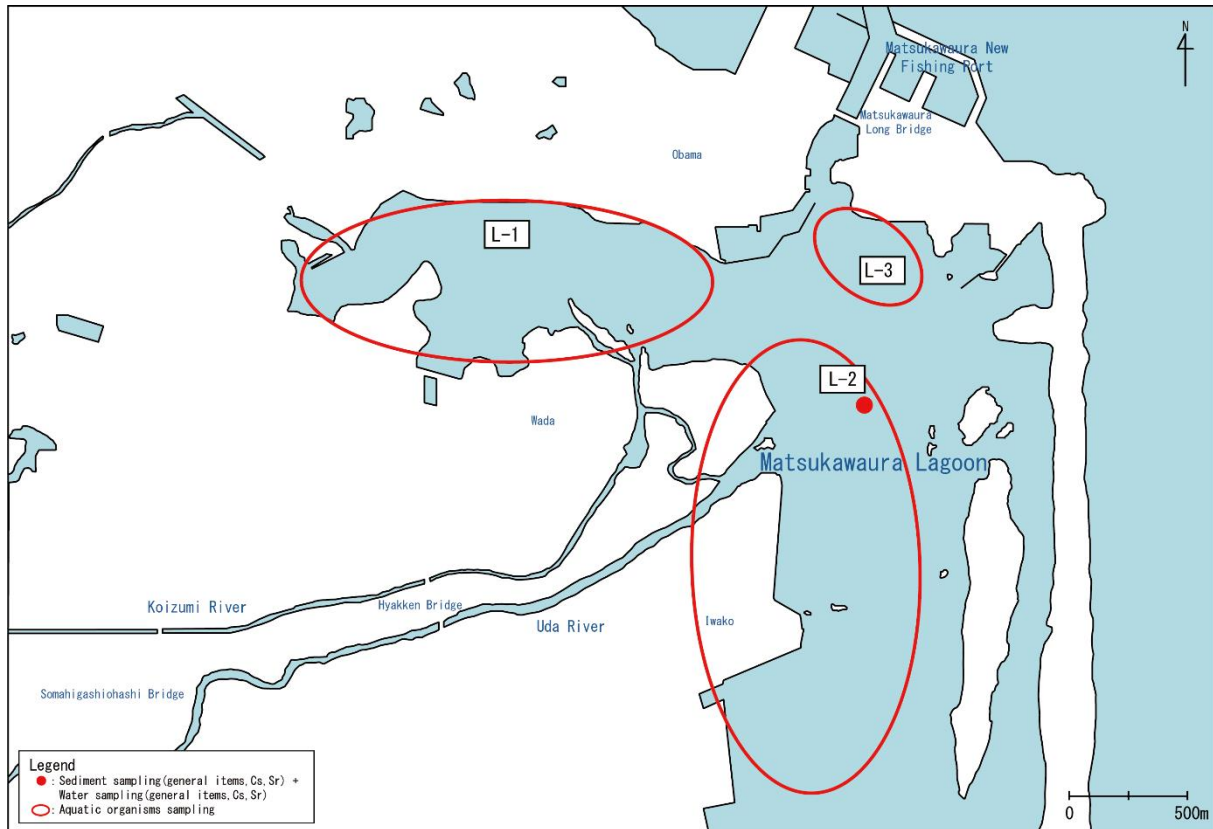 N
4
Matsukawaura New
Fishing Port
Matsukawaura
Long Bridge
Obama
L-1
L-3
L-2
Wada
Matsukawaura Lagoon
Koizumi River
Hyakken Bridge
Uda River
Iwako
Somahigashiohashi Bridge
Legend
: Sediment sampling(general items,Cs,Sr) +
Water sampling(general items,Cs,Sr)
: Aquatic organisms sampling
0
500m